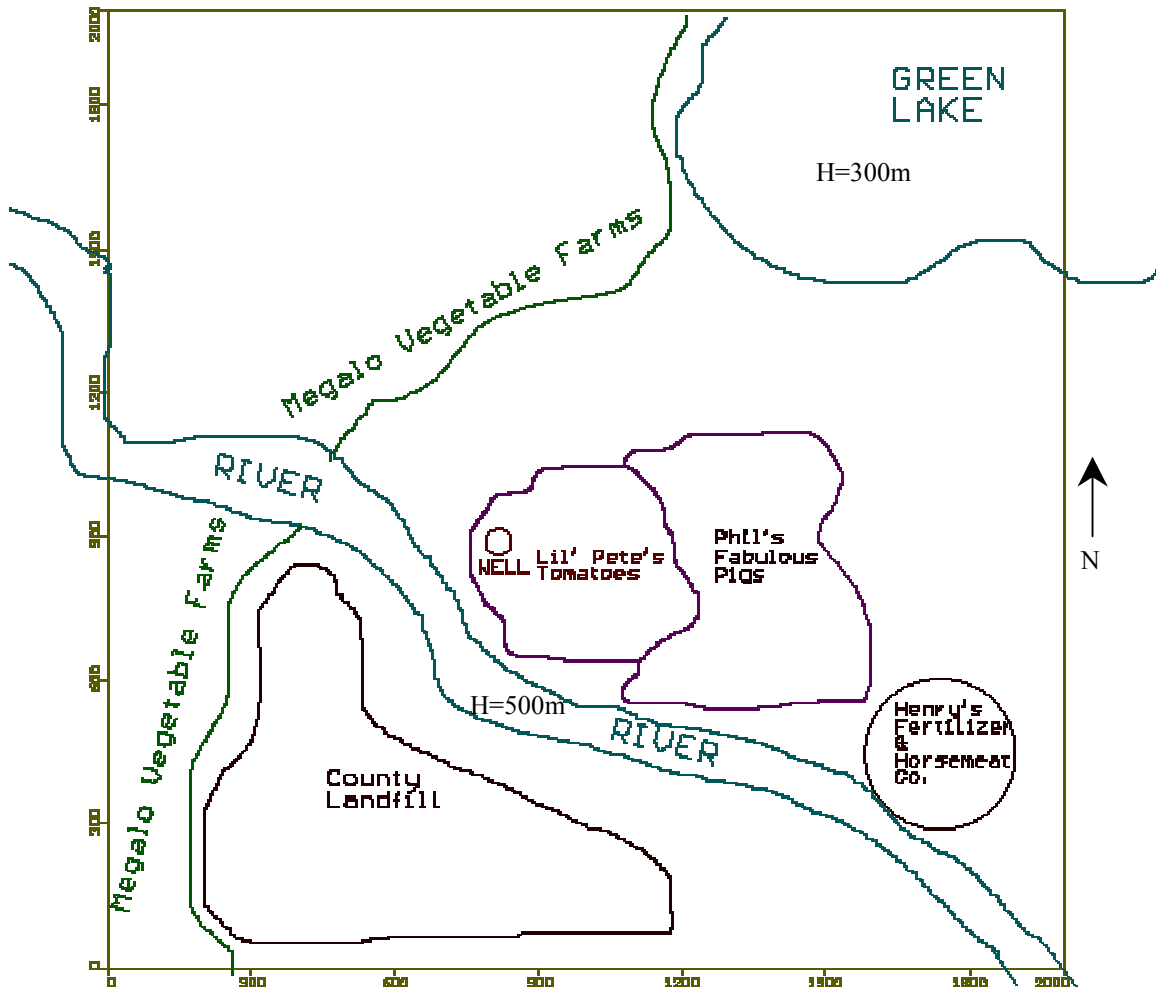 2000
1800
1500
1200
900
600
300
0
GREEN
LAKE
H=300m
Megalo Vegetable Farms
RIVER
Phil's
Fabulous
Pigs
WELL
Lil' Pete's
Tomatoes
N
Megalo Vegetable Farms
H=500m
RIVER
Henry's
Fertilizer
&
Horsemeat
Co.
County
Landfill
0
300
600
900
1200
1500
1800
2000